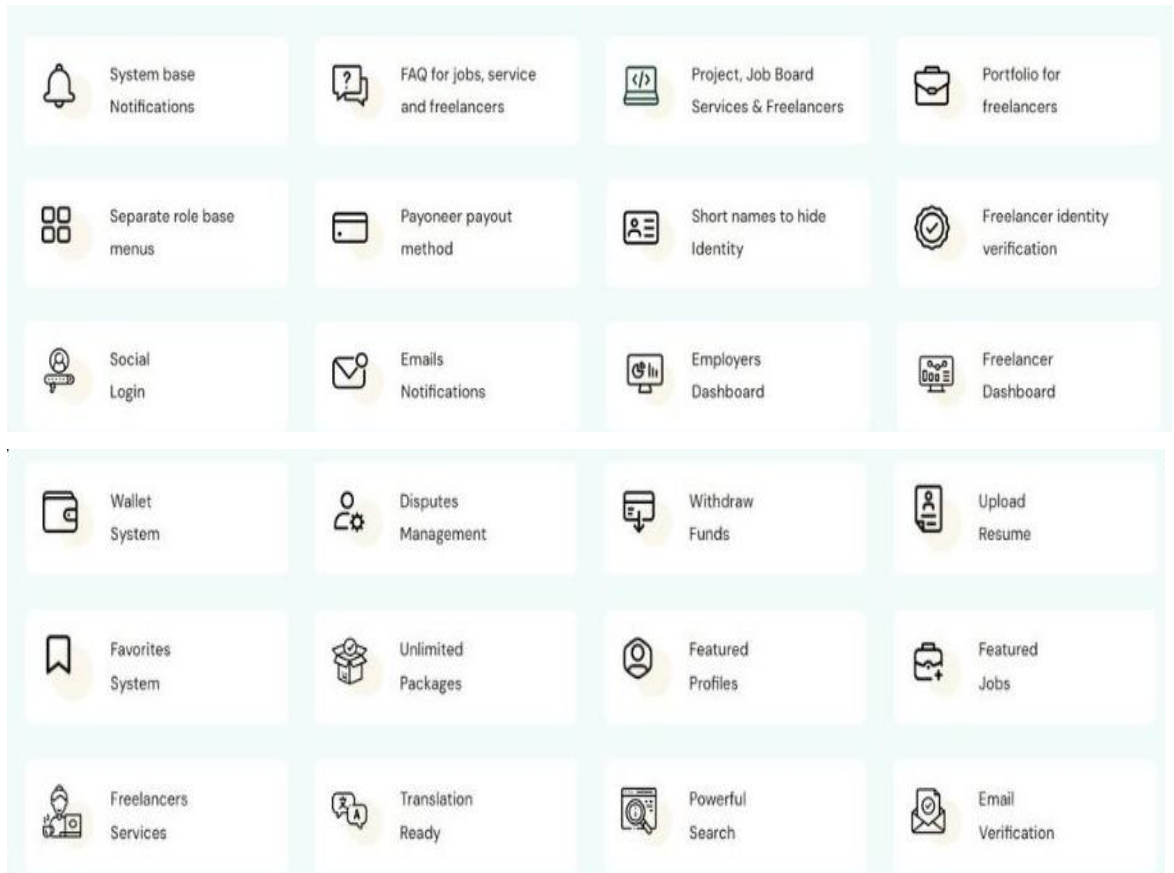 System base
Notifications
FAQ for jobs, service
and freelancers
Project, Job Board
Services & Freelancers
Portfolio for
freelancers
Separate role base
menus
Payoneer payout
method
Short names to hide
Identity
Freelancer identity
verification
Social
Login
Emails
Notifications
Employers
Dashboard
Freelancer
Dashboard
Wallet
System
Disputes
Management
Withdraw
Funds
Upload
Resume
Favorites
System
Unlimited
Packages
Featured
Profiles
Featured
Jobs
Freelancers
Services
Translation
Ready
Powerful
Search
Email
Verification